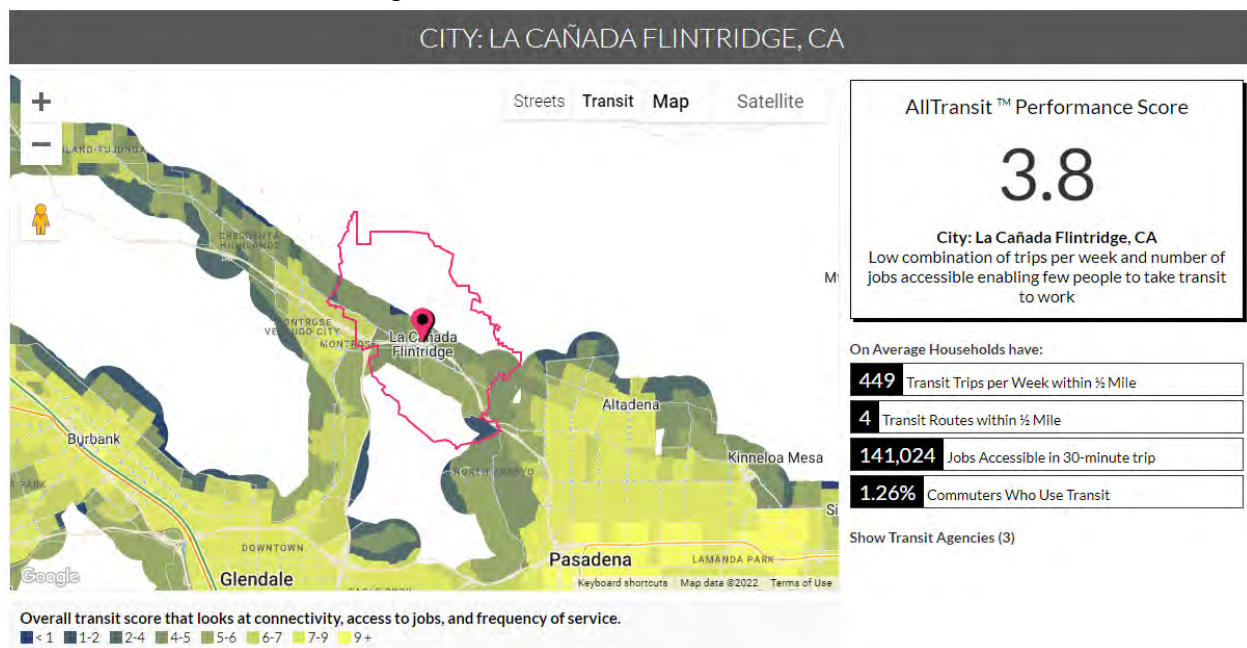 CITY: LA CAÑADA FLINTRIDGE, CA
+
−
Streets Transit Map Satellite
LAND-TUJUNGA
CRESCENTA
HIGHLANDS
MONTROSE
VERDUGO CITY
MONTROSE
La Cañada
Flintridge
Altadena
Burbank
Kinneloa Mesa
NORTH ARROYO
PARK
Si
M
DOWNTOWN
Pasadena
LAMANDA PARK
Glendale
EAGLE ROCK
Google
Keyboard shortcuts Map data ©2022 Terms of Use
Overall transit score that looks at connectivity, access to jobs, and frequency of service.
< 1 1-2 2-4 4-5 5-6 6-7 7-9 9 +
AllTransit ™ Performance Score
3.8
City: La Cañada Flintridge, CA
Low combination of trips per week and number of
jobs accessible enabling few people to take transit
to work
On Average Households have:
449 Transit Trips per Week within ½ Mile
4 Transit Routes within ½ Mile
141,024 Jobs Accessible in 30-minute trip
1.26% Commuters Who Use Transit
Show Transit Agencies (3)